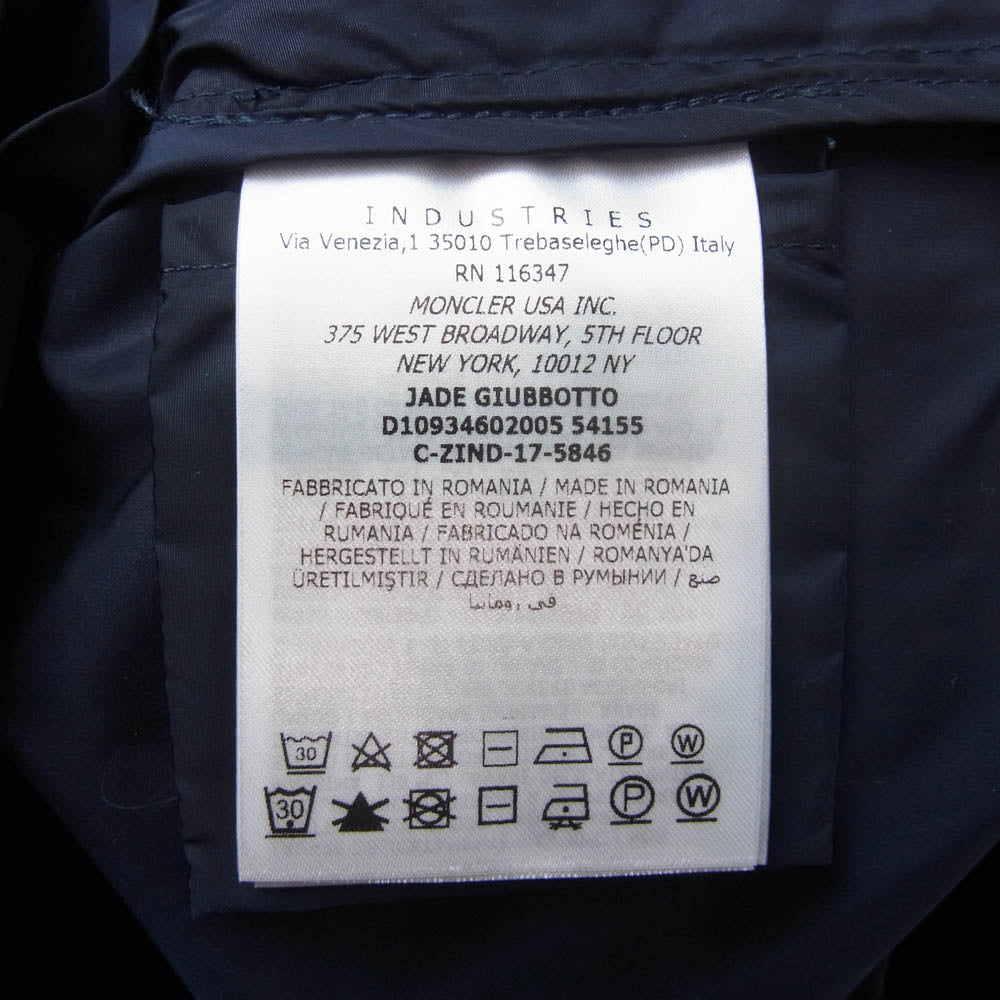 INDUSTRIES
Via Venezia,1 35010 Trebaseleghe(PD) Italy
RN 116347
MONCLER USA INC.
375 WEST BROADWAY, 5TH FLOOR
NEW YORK, 10012 NY
JADE GIUBBOTTO
D10934602005 54155
C-ZIND-17-5846
FABBRICATO IN ROMANIA / MADE IN ROMANIA
/ FABRIQUÉ EN ROUMANIE / HECHO EN
RUMANIA / FABRICADO NA ROMÉNIA /
HERGESTELLT IN RUMÄNIEN / ROMANYA'DA
ÜRETILMIŞTIR / СДЕЛАНО В РУМЫНИИ / صنع
في رومانيا
30 P W
30 P W